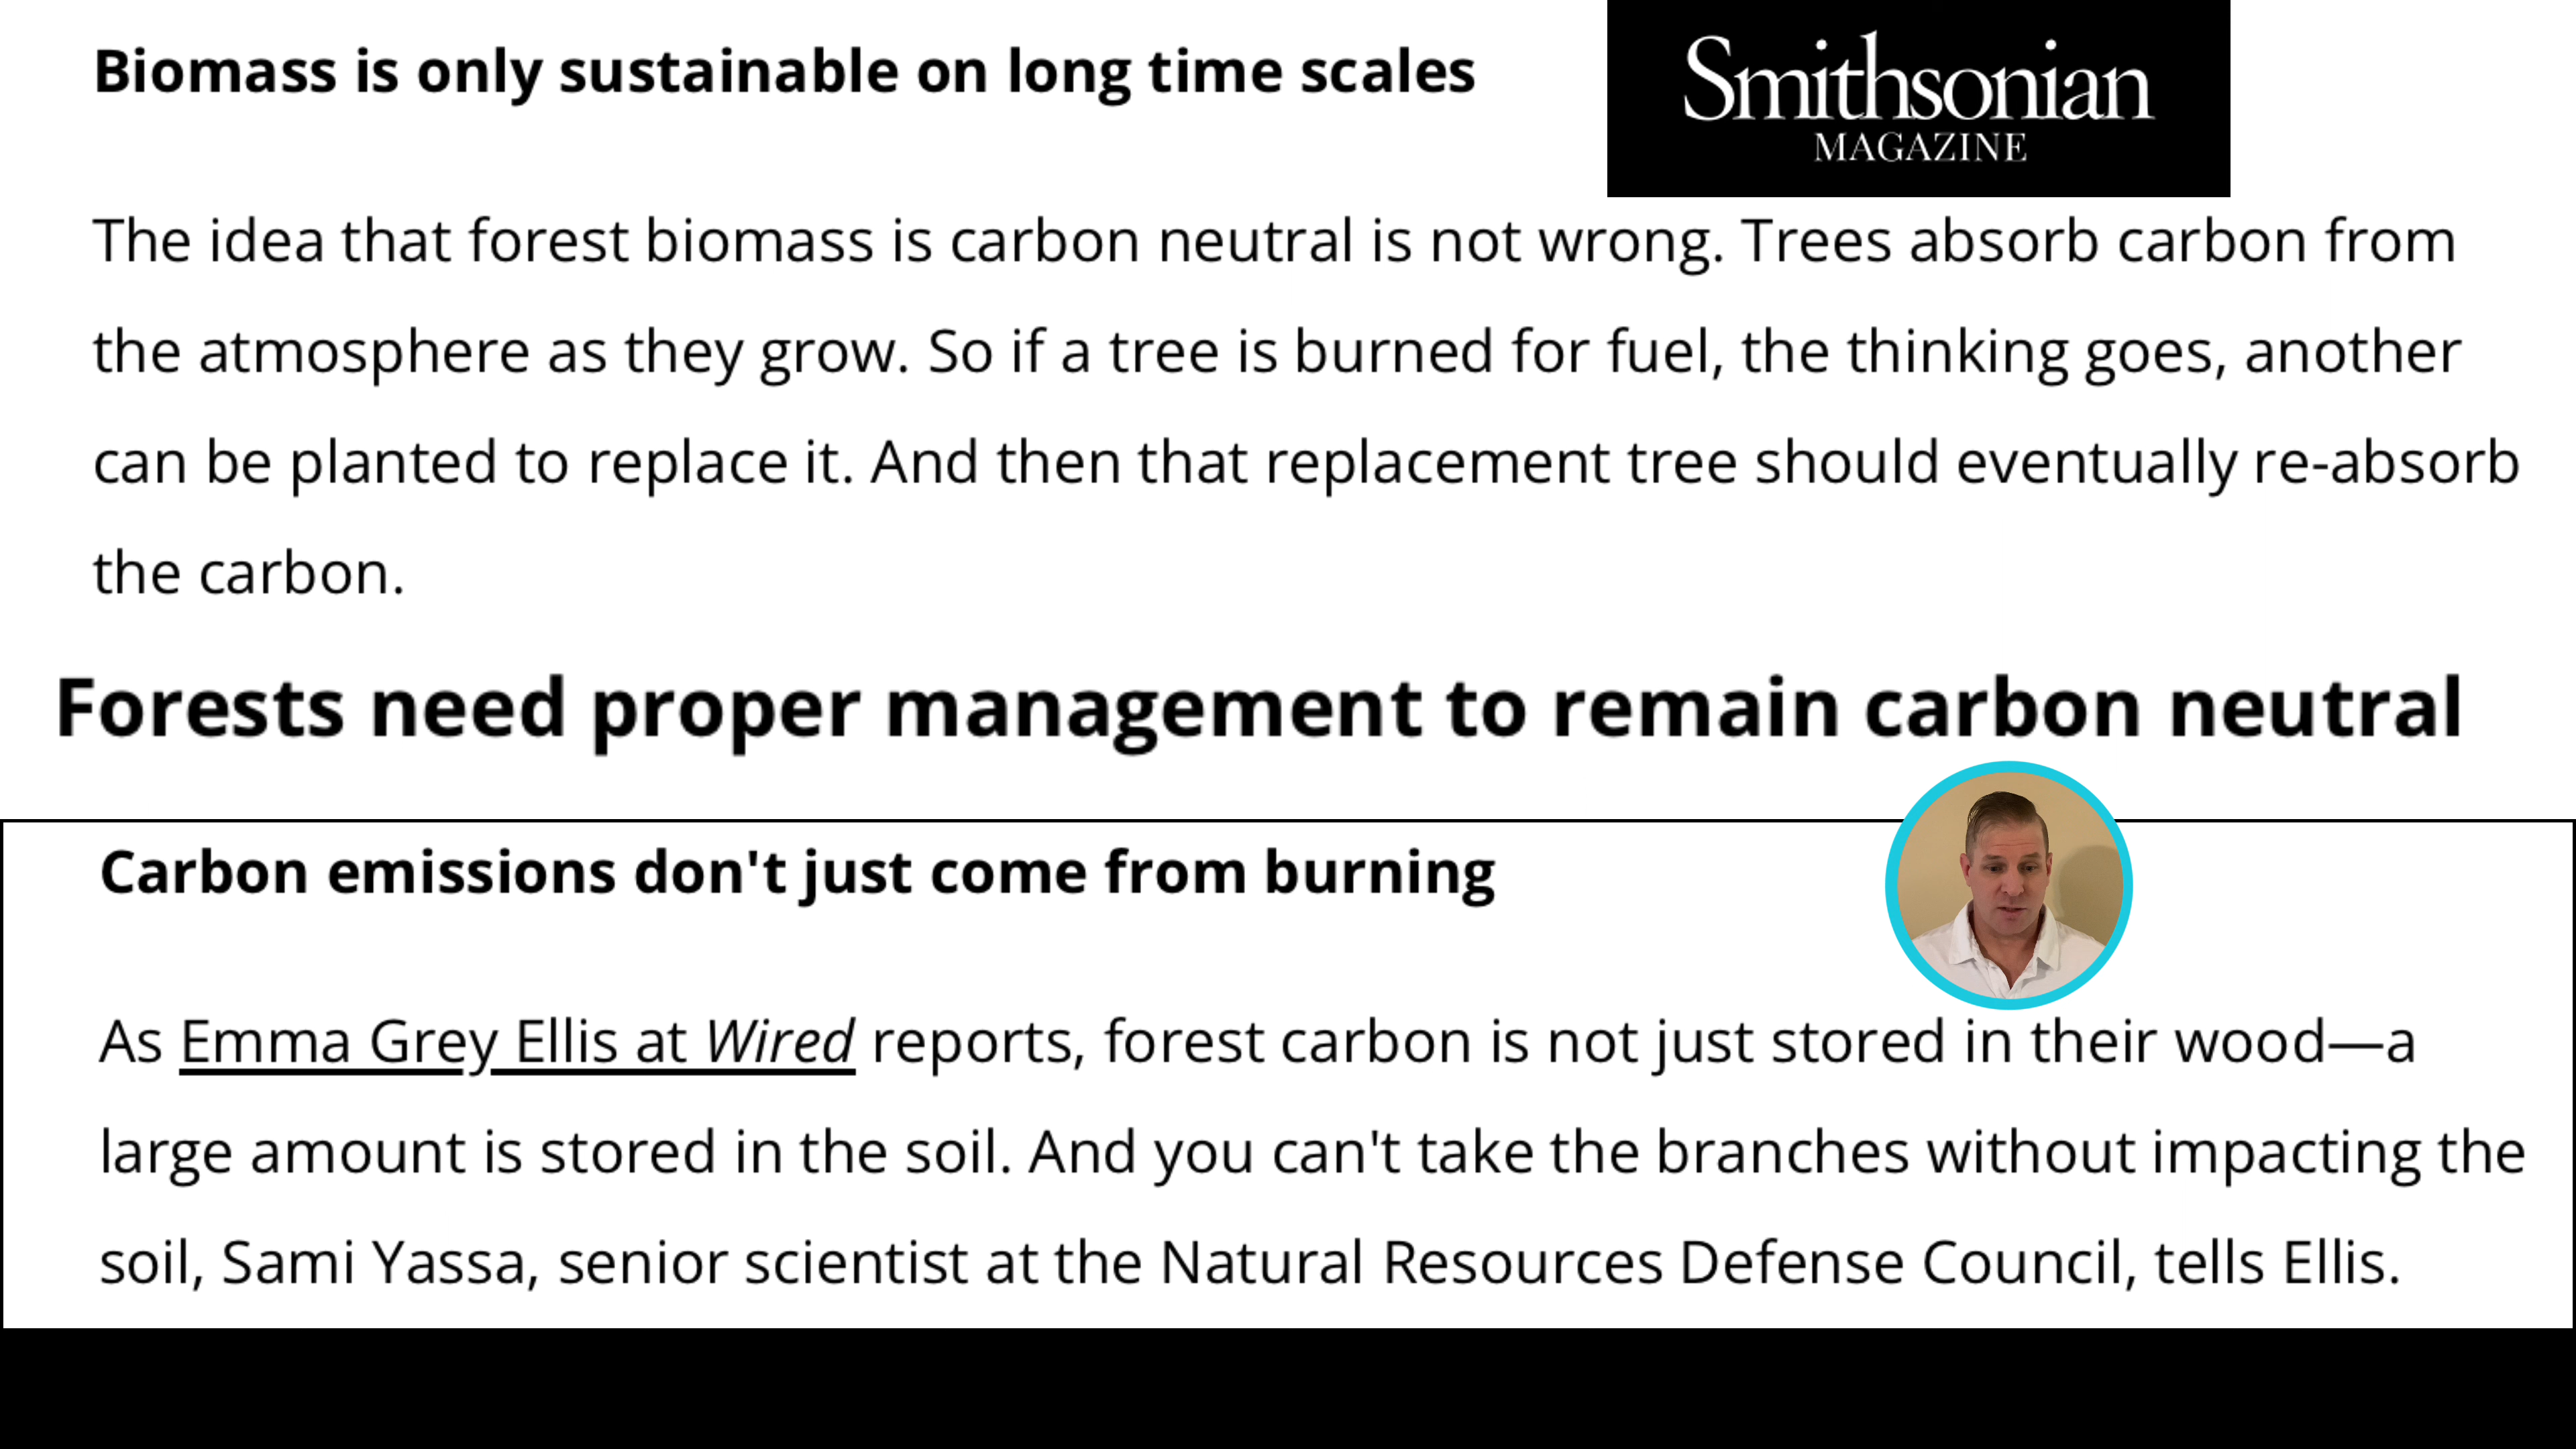 Biomass is only sustainable on long time scales
Smithsonian
MAGAZINE
The idea that forest biomass is carbon neutral is not wrong. Trees absorb carbon from
the atmosphere as they grow. So if a tree is burned for fuel, the thinking goes, another
can be planted to replace it. And then that replacement tree should eventually re-absorb
the carbon.
Forests need proper management to remain carbon neutral
Carbon emissions don't just come from burning
As Emma Grey Ellis at Wired reports, forest carbon is not just stored in their wood—a
large amount is stored in the soil. And you can't take the branches without impacting the
soil, Sami Yassa, senior scientist at the Natural Resources Defense Council, tells Ellis.